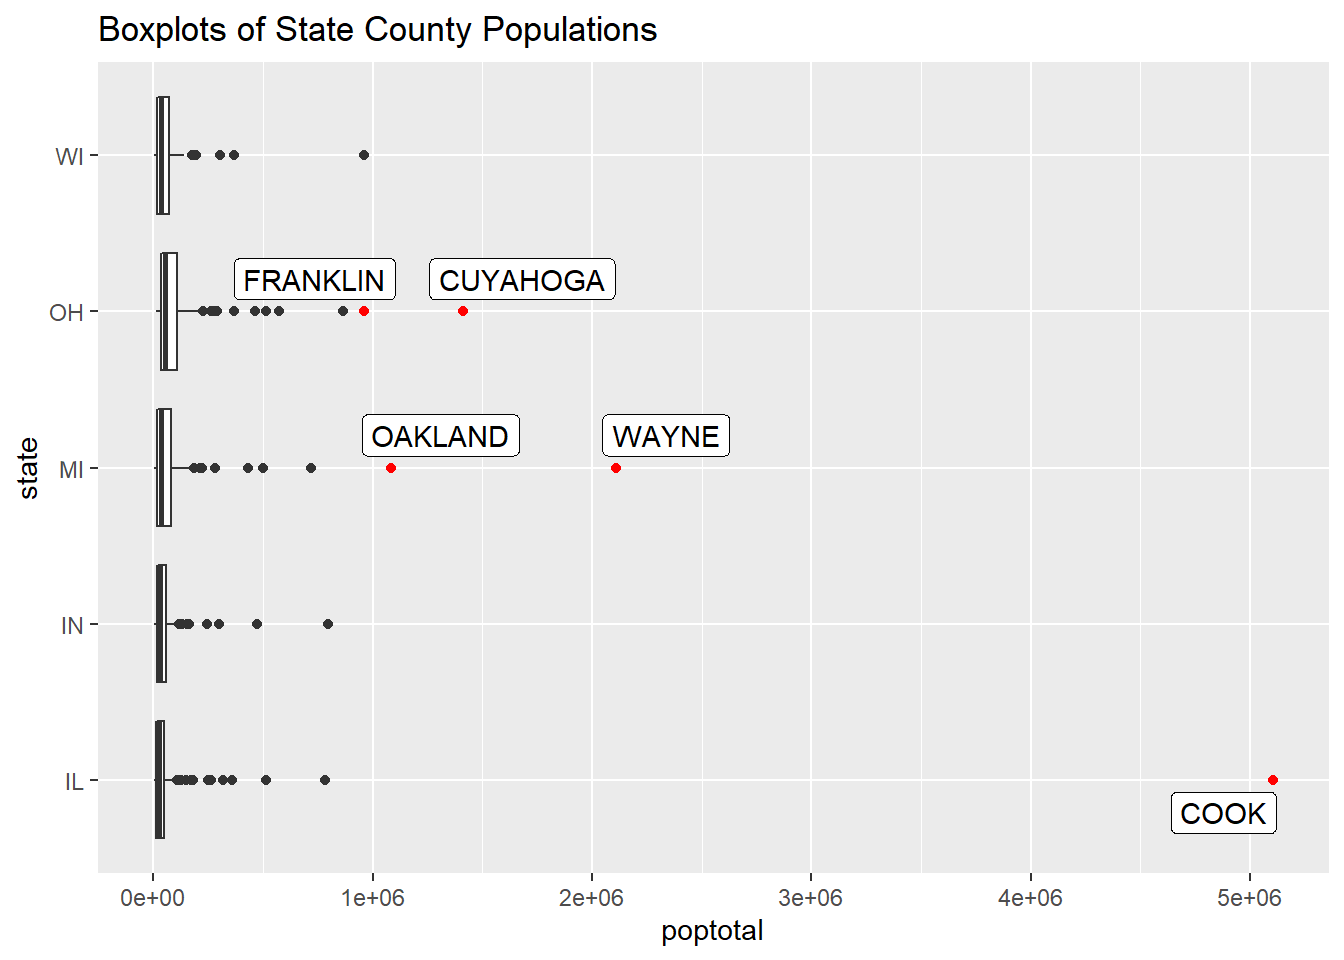 Boxplots of State County Populations
WI
FRANKLIN
CUYAHOGA
OH
OAKLAND
WAYNE
MI
state
IN
IL
COOK
0e+00
1e+06
2e+06
3e+06
4e+06
5e+06
poptotal